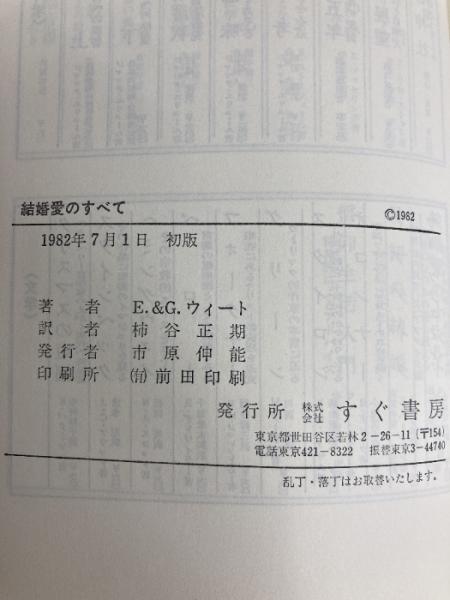 結婚愛のすべて
©1982
1982年7月1日 初版
著者 E.&G.ウィート
訳者 柿谷正期
発行者 市原伸能
印刷所 ㈲前田印刷
発行所 株式会社 すぐ書房
東京都世田谷区若林2-26-11(〒154)
電話東京421-8322 振替東京3-44740
乱丁・落丁はお取替いたします。